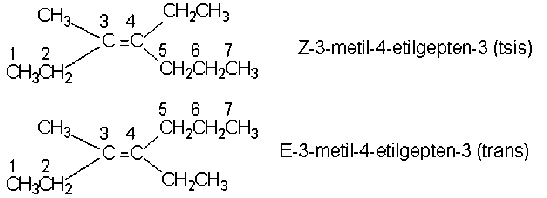 3 4 CH₂CH₃
CH₃
1 2 C=C 5 6 7 Z-3-metil-4-etilgepten-3 (tsis)
CH₃CH₂ CH₂CH₂CH₃
5 6 7
3 4 CH₂CH₂CH₃
CH₃
1 2 C=C E-3-metil-4-etilgepten-3 (trans)
CH₃CH₂ CH₂CH₃